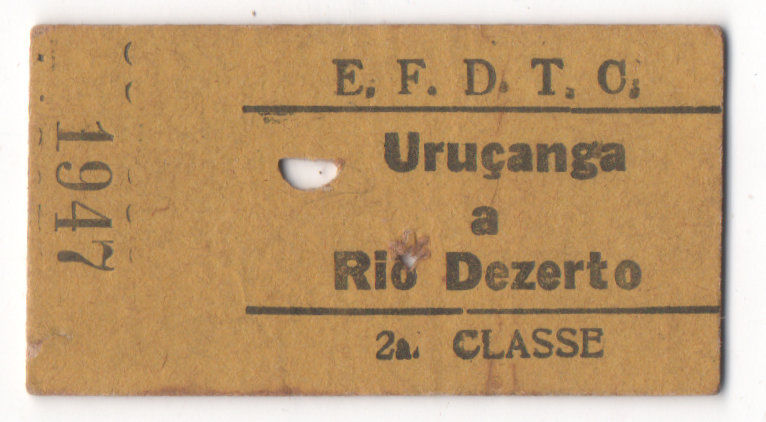 E. F. D. T. C.
Uruçanga
a
Rio Dezerto
2a. CLASSE
1947